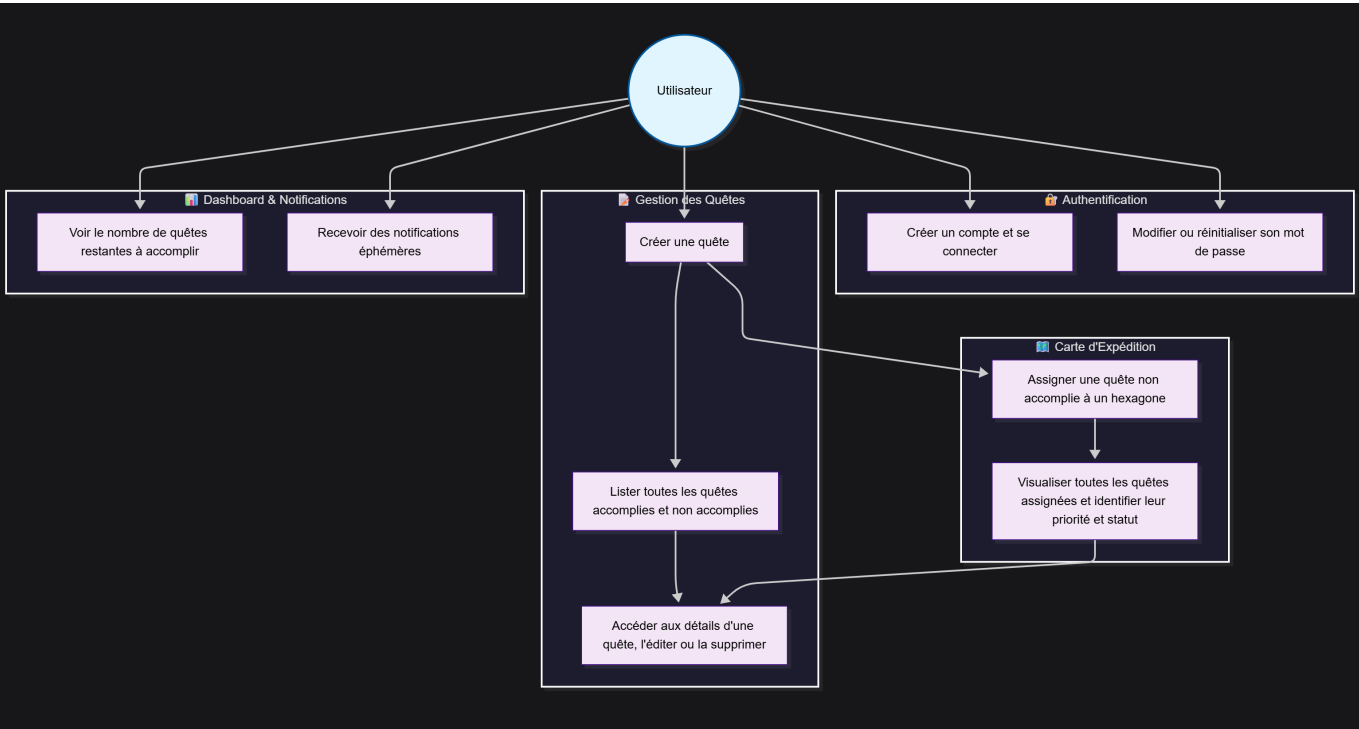 Utilisateur
📊 Dashboard & Notifications
Voir le nombre de quêtes
restantes à accomplir
Recevoir des notifications
éphémères
📝 Gestion des Quêtes
Créer une quête
Lister toutes les quêtes
accomplies et non accomplies
Accéder aux détails d'une
quête, l'éditer ou la supprimer
🔐 Authentification
Créer un compte et se
connecter
Modifier ou réinitialiser son mot
de passe
🗺️ Carte d'Expédition
Assigner une quête non
accomplie à un hexagone
Visualiser toutes les quêtes
assignées et identifier leur
priorité et statut